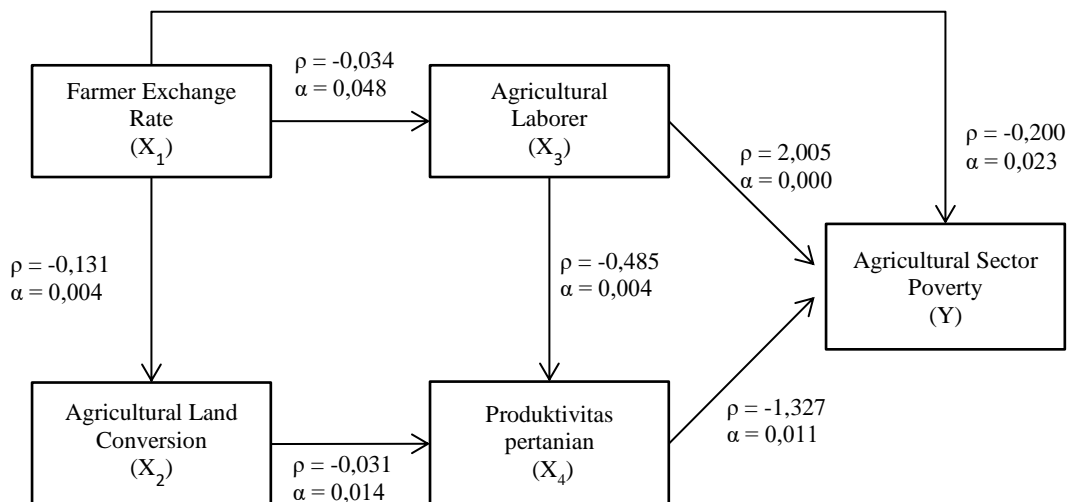 ρ = -0,034
α = 0,048
Farmer Exchange
Rate
(X₁)
Agricultural
Laborer
(X₃)
ρ = 2,005
α = 0,000
ρ = -0,200
α = 0,023
ρ = -0,131
α = 0,004
ρ = -0,485
α = 0,004
Agricultural Sector
Poverty
(Y)
Agricultural Land
Conversion
(X₂)
ρ = -0,031
α = 0,014
Produktivitas
pertanian
(X₄)
ρ = -1,327
α = 0,011